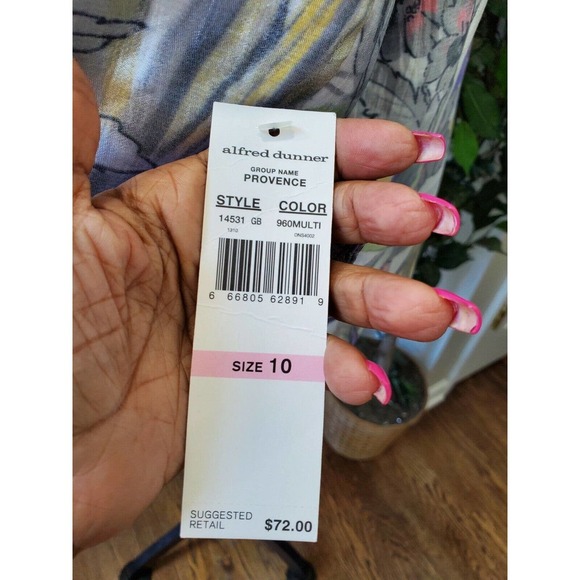 alfred dunner
GROUP NAME
PROVENCE
STYLE COLOR
14531 GB 960MULTI
6 66805 62891 9
SIZE 10
SUGGESTED
RETAIL $72.00